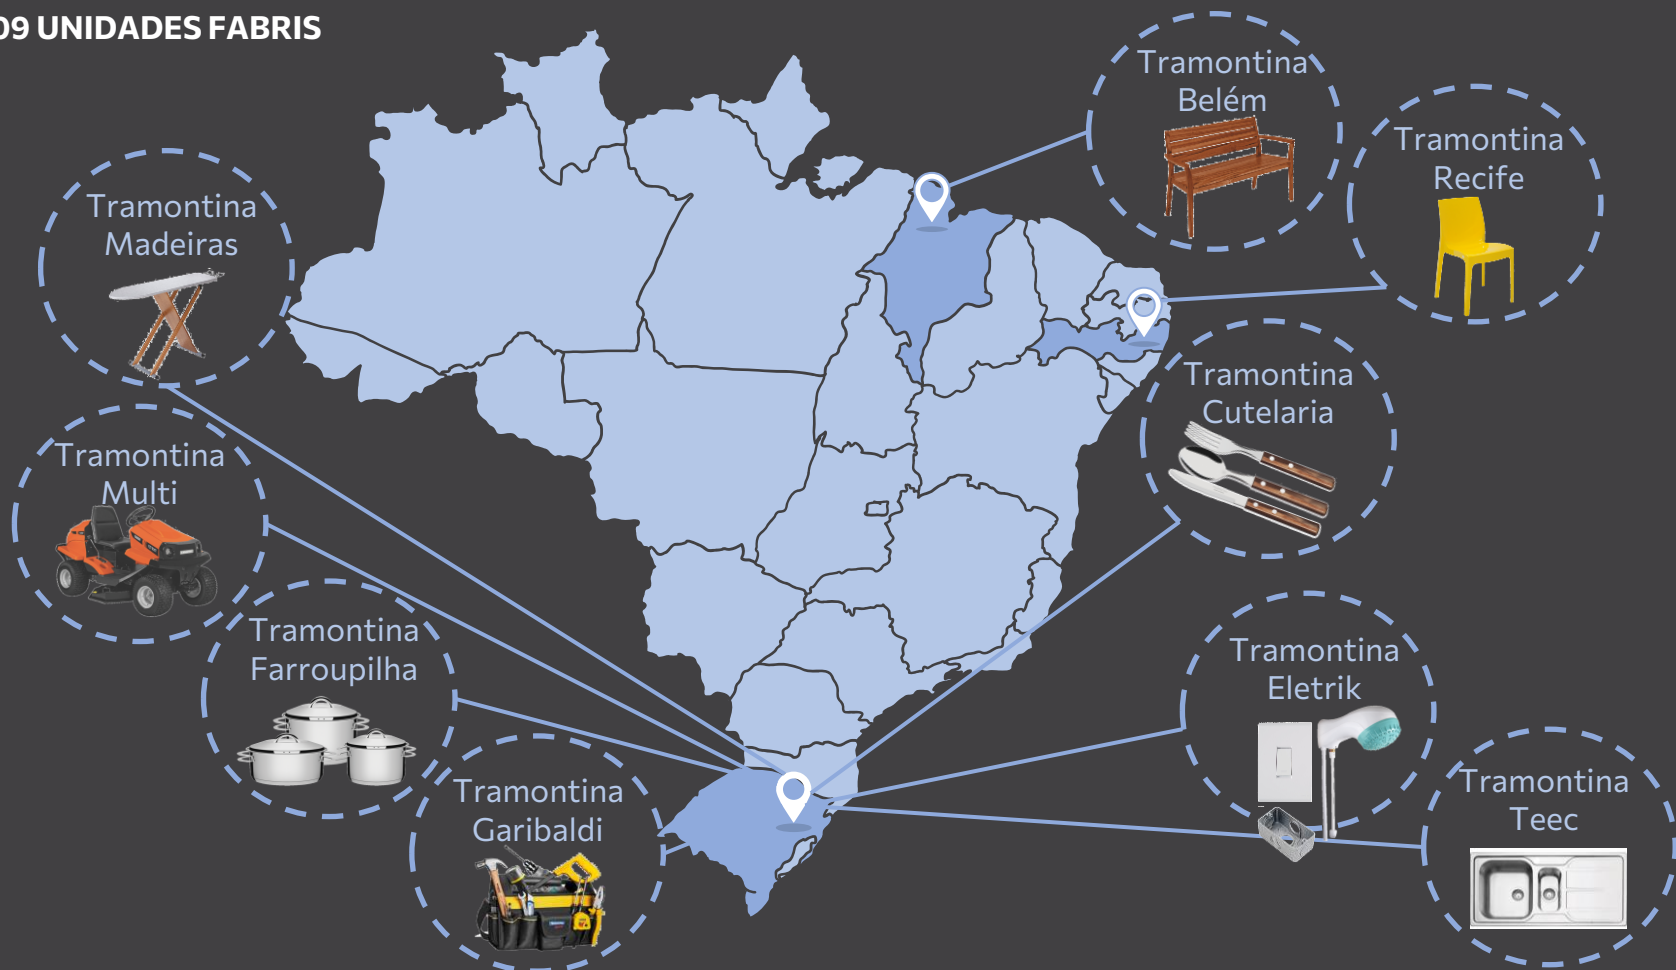 09 UNIDADES FABRIS
Tramontina
Belém
Tramontina
Recife
Tramontina
Madeiras
Tramontina
Cutelaria
Tramontina
Multi
Tramontina
Farroupilha
Tramontina
Eletrik
Tramontina
Garibaldi
Tramontina
Teec